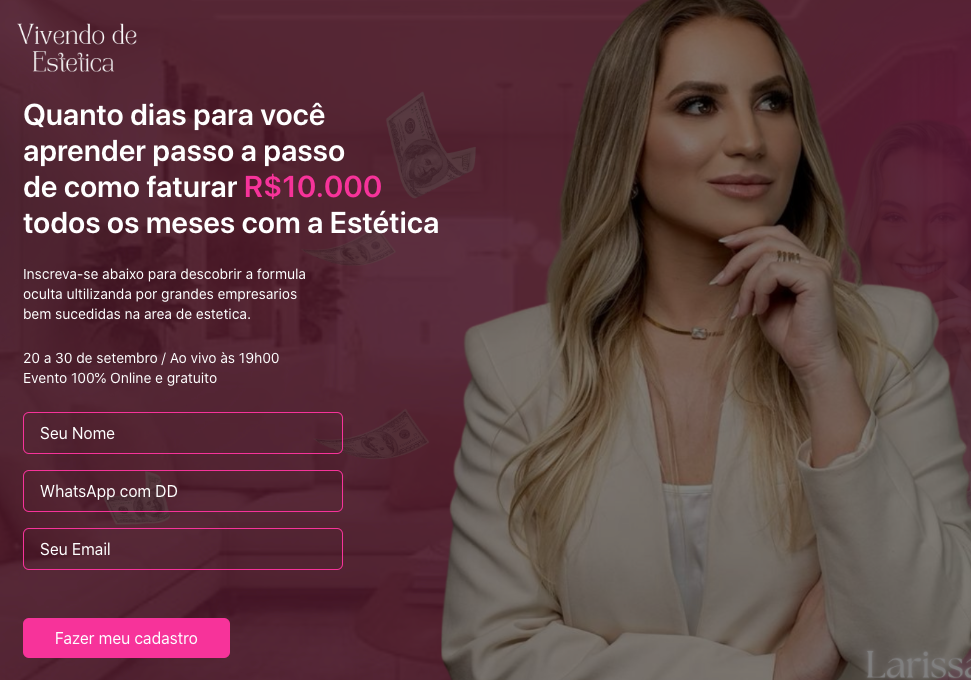 Vivendo de
Estetica
Quanto dias para você
aprender passo a passo
de como faturar R$10.000
todos os meses com a Estética
Inscreva-se abaixo para descobrir a formula
oculta ultilizanda por grandes empresarios
bem sucedidas na area de estetica.
20 a 30 de setembro / Ao vivo às 19h00
Evento 100% Online e gratuito
Seu Nome
WhatsApp com DD
Seu Email
Fazer meu cadastro
Larissa